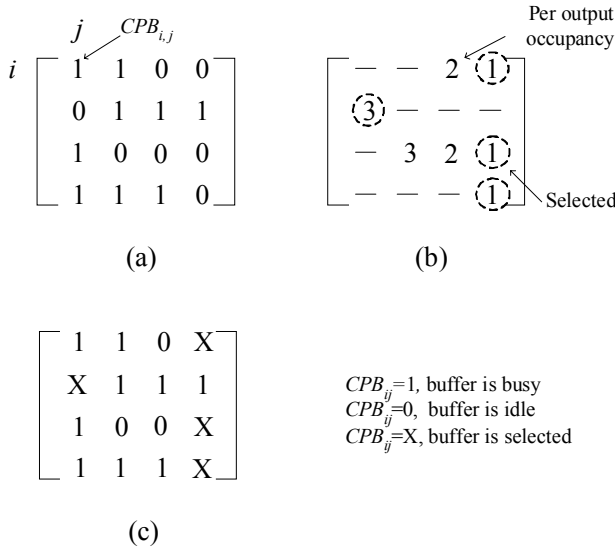 j CPB_{i,j}
i 1 1 0 0
0 1 1 1
1 0 0 0
1 1 1 0
(a)
Per output
occupancy
— — 2 1
3 — — —
— 3 2 1
— — — 1
Selected
(b)
1 1 0 X
X 1 1 1
1 0 0 X
1 1 1 X
(c)
CPB_{ij}=1, buffer is busy
CPB_{ij}=0, buffer is idle
CPB_{ij}=X, buffer is selected